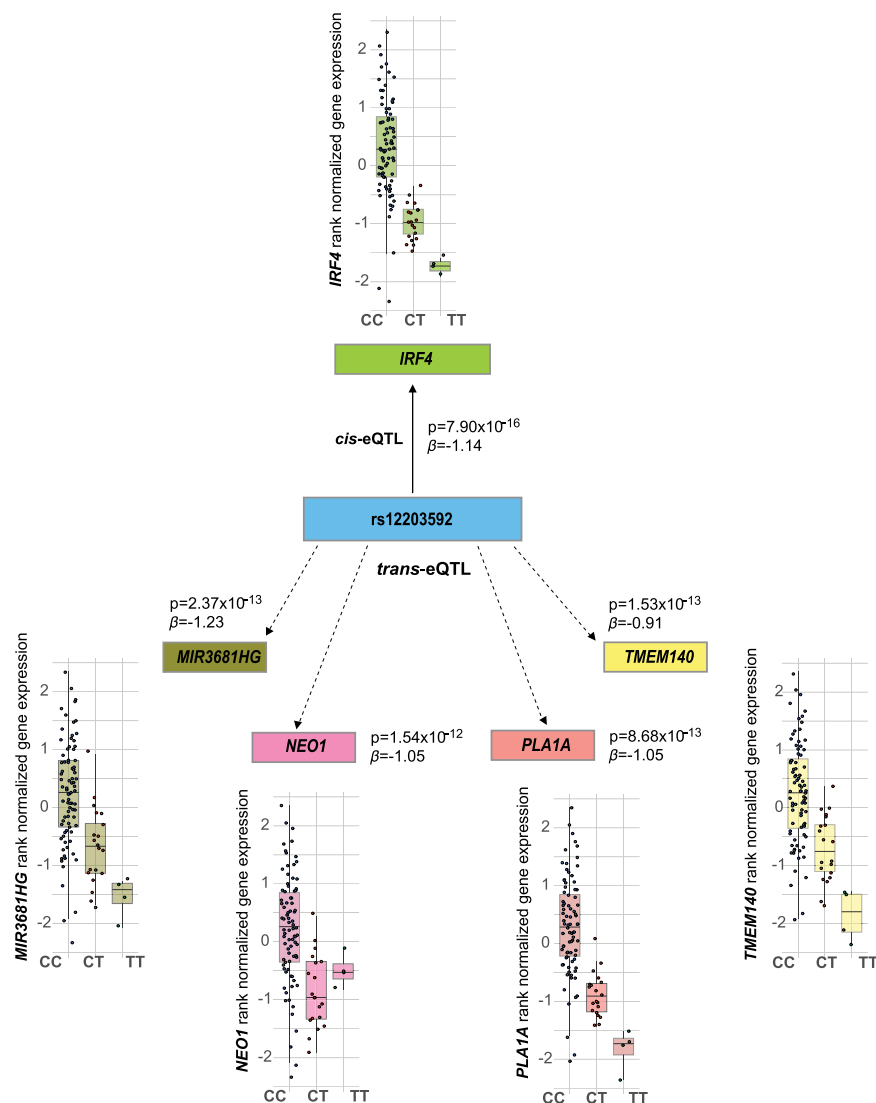 IRF4 rank normalized gene expression
2
1
0
-1
-2
CC CT TT
IRF4
cis-eQTL
p=7.90x10-16
β=-1.14
rs12203592
trans-eQTL
p=2.37x10-13
β=-1.23
MIR3681HG
p=1.53x10-13
β=-0.91
TMEM140
NEO1
p=1.54x10-12
β=-1.05
PLA1A
p=8.68x10-13
β=-1.05
MIR3681HG rank normalized gene expression
2
1
0
-1
-2
CC CT TT
NEO1 rank normalized gene expression
2
1
0
-1
-2
CC CT TT
PLA1A rank normalized gene expression
2
1
0
-1
-2
CC CT TT
TMEM140 rank normalized gene expression
2
1
0
-1
-2
CC CT TT